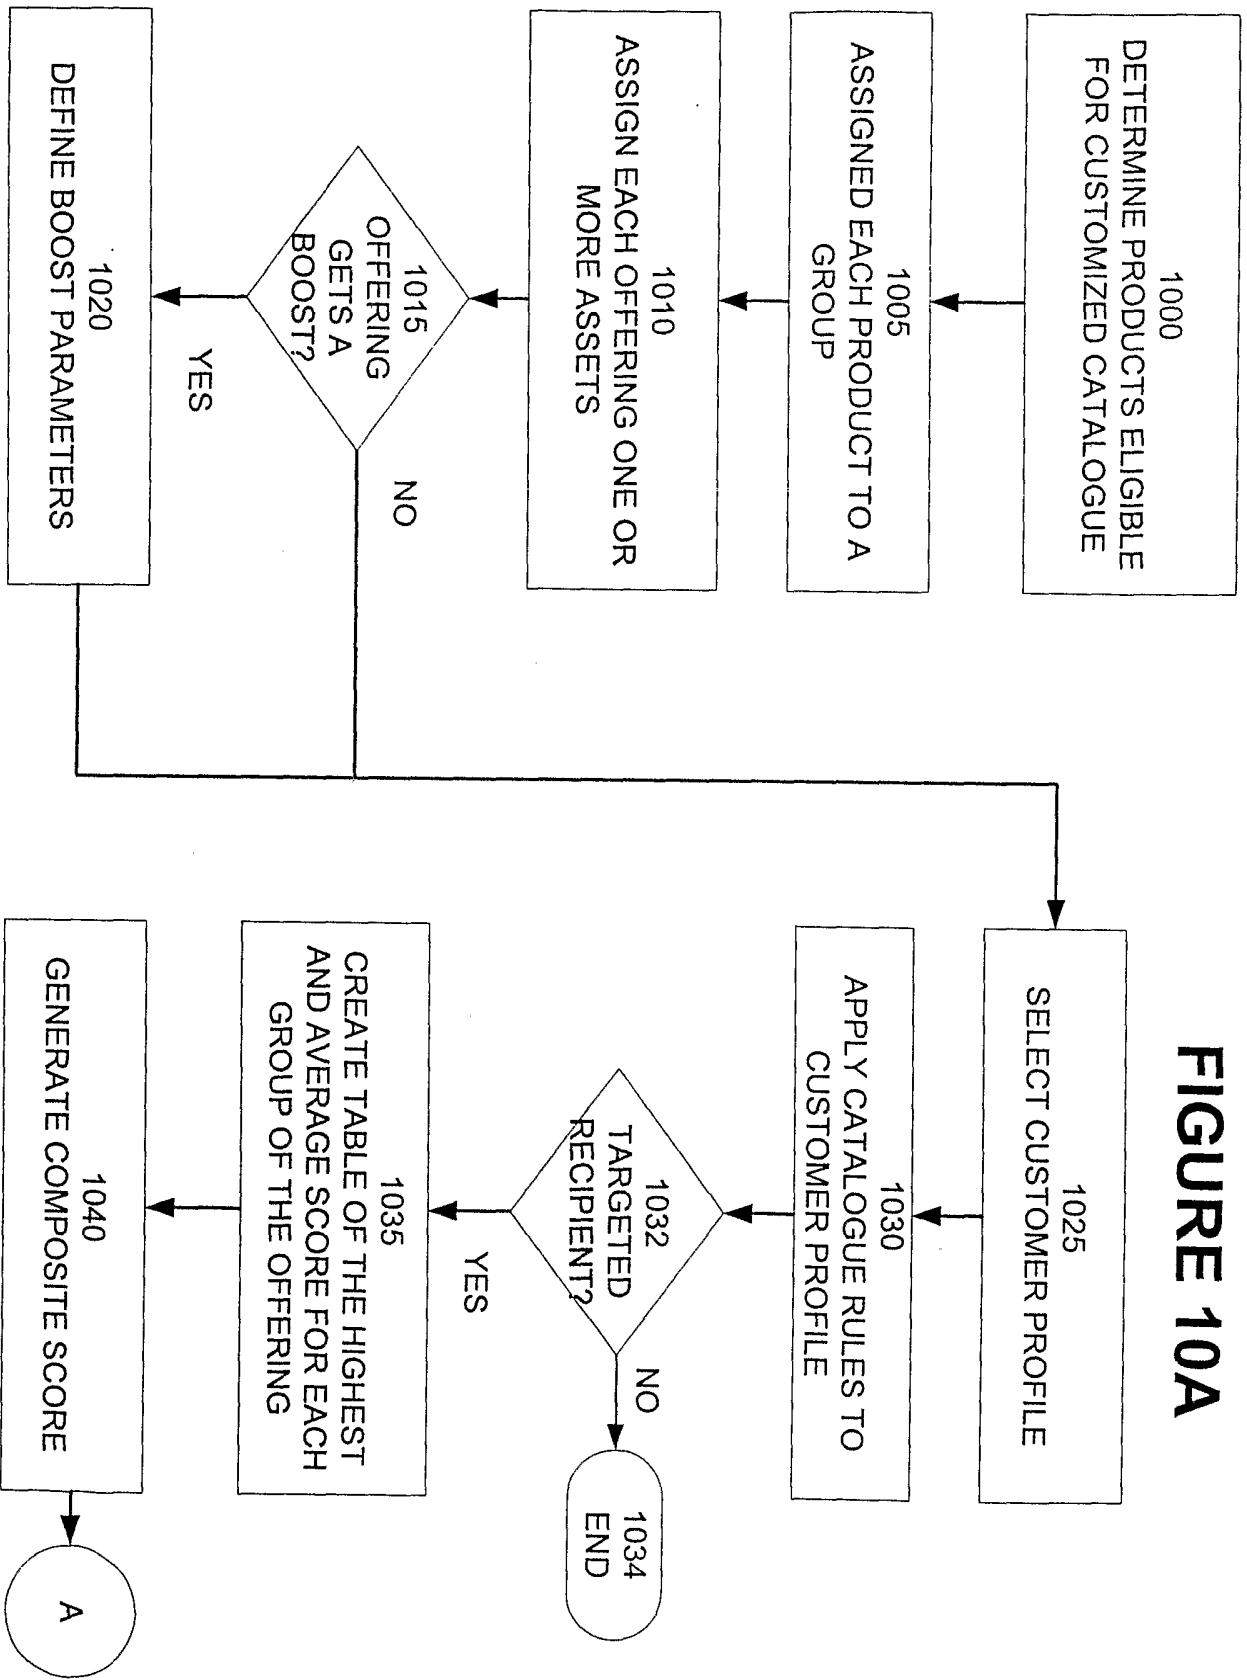 FIGURE 10A
1000
DETERMINE PRODUCTS ELIGIBLE
FOR CUSTOMIZED CATALOGUE
1005
ASSIGNED EACH PRODUCT TO A
GROUP
1010
ASSIGN EACH OFFERING ONE OR
MORE ASSETS
1015
OFFERING
GETS A
BOOST?
NO
YES
1020
DEFINE BOOST PARAMETERS
1025
SELECT CUSTOMER PROFILE
1030
APPLY CATALOGUE RULES TO
CUSTOMER PROFILE
1032
TARGETED
RECIPIENT?
NO
1034
END
YES
1035
CREATE TABLE OF THE HIGHEST
AND AVERAGE SCORE FOR EACH
GROUP OF THE OFFERING
1040
GENERATE COMPOSITE SCORE
A